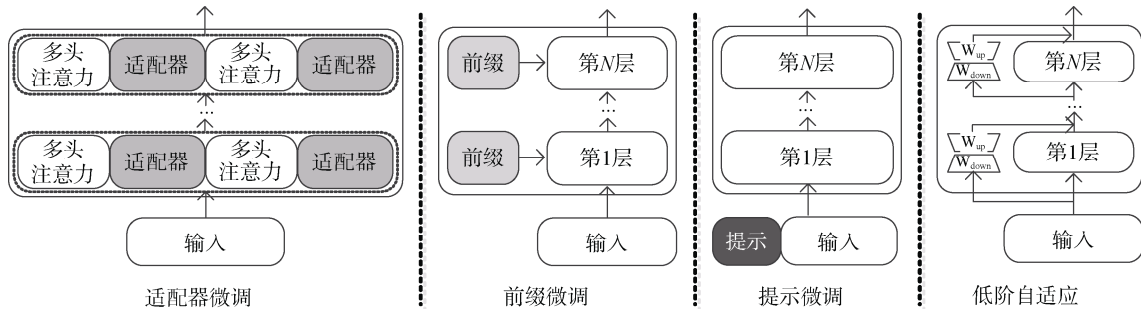 多头
注意力
适配器
多头
注意力
适配器
...
多头
注意力
适配器
多头
注意力
适配器
输入
适配器微调
前缀
第N层
...
前缀
第1层
输入
前缀微调
第N层
...
第1层
提示
输入
提示微调
Wup
Wdown
第N层
...
Wup
Wdown
第1层
输入
低阶自适应